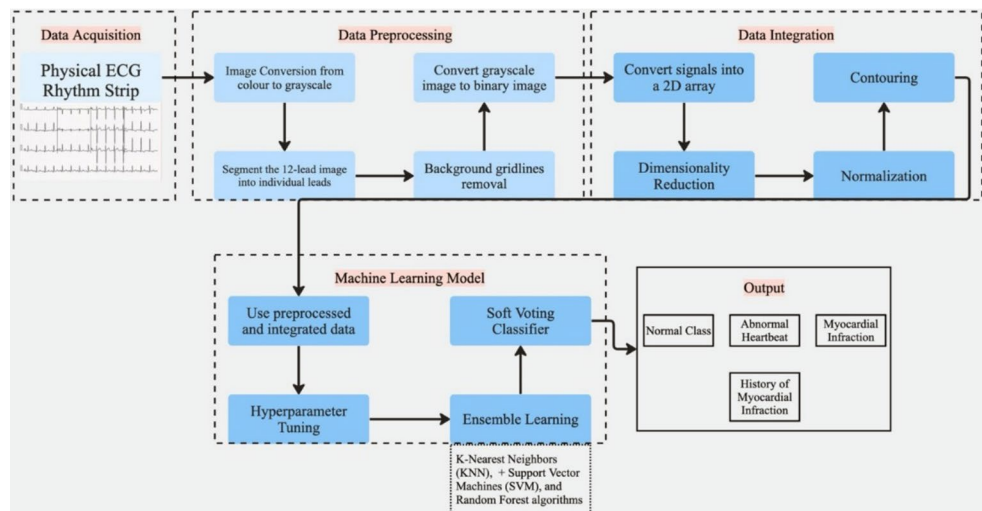 Data Acquisition
Physical ECG
Rhythm Strip
Data Preprocessing
Image Conversion from
colour to grayscale
Segment the 12-lead image
into individual leads
Background gridlines
removal
Convert grayscale
image to binary image
Data Integration
Convert signals into
a 2D array
Dimensionality
Reduction
Normalization
Contouring
Machine Learning Model
Use preprocessed
and integrated data
Hyperparameter
Tuning
Ensemble Learning
K-Nearest Neighbors
(KNN), + Support Vector
Machines (SVM), and
Random Forest algorithms
Soft Voting
Classifier
Output
Normal Class
Abnormal
Heartbeat
Myocardial
Infraction
History of
Myocardial
Infraction